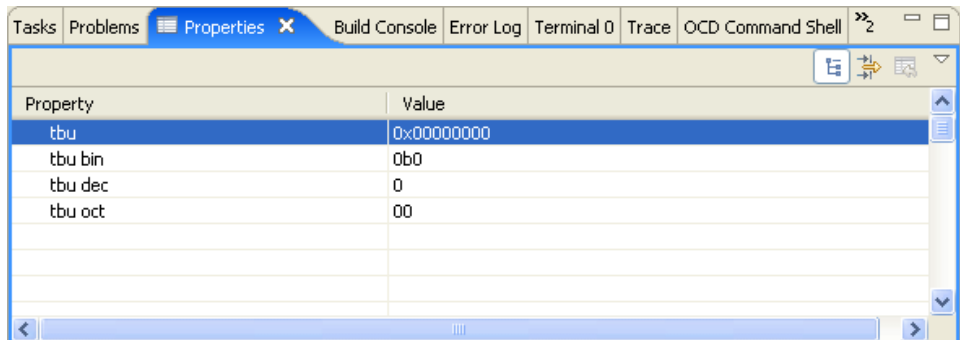 Tasks Problems Properties Build Console Error Log Terminal 0 Trace OCD Command Shell »2
Property Value
tbu 0x00000000
tbu bin 0b0
tbu dec 0
tbu oct 00